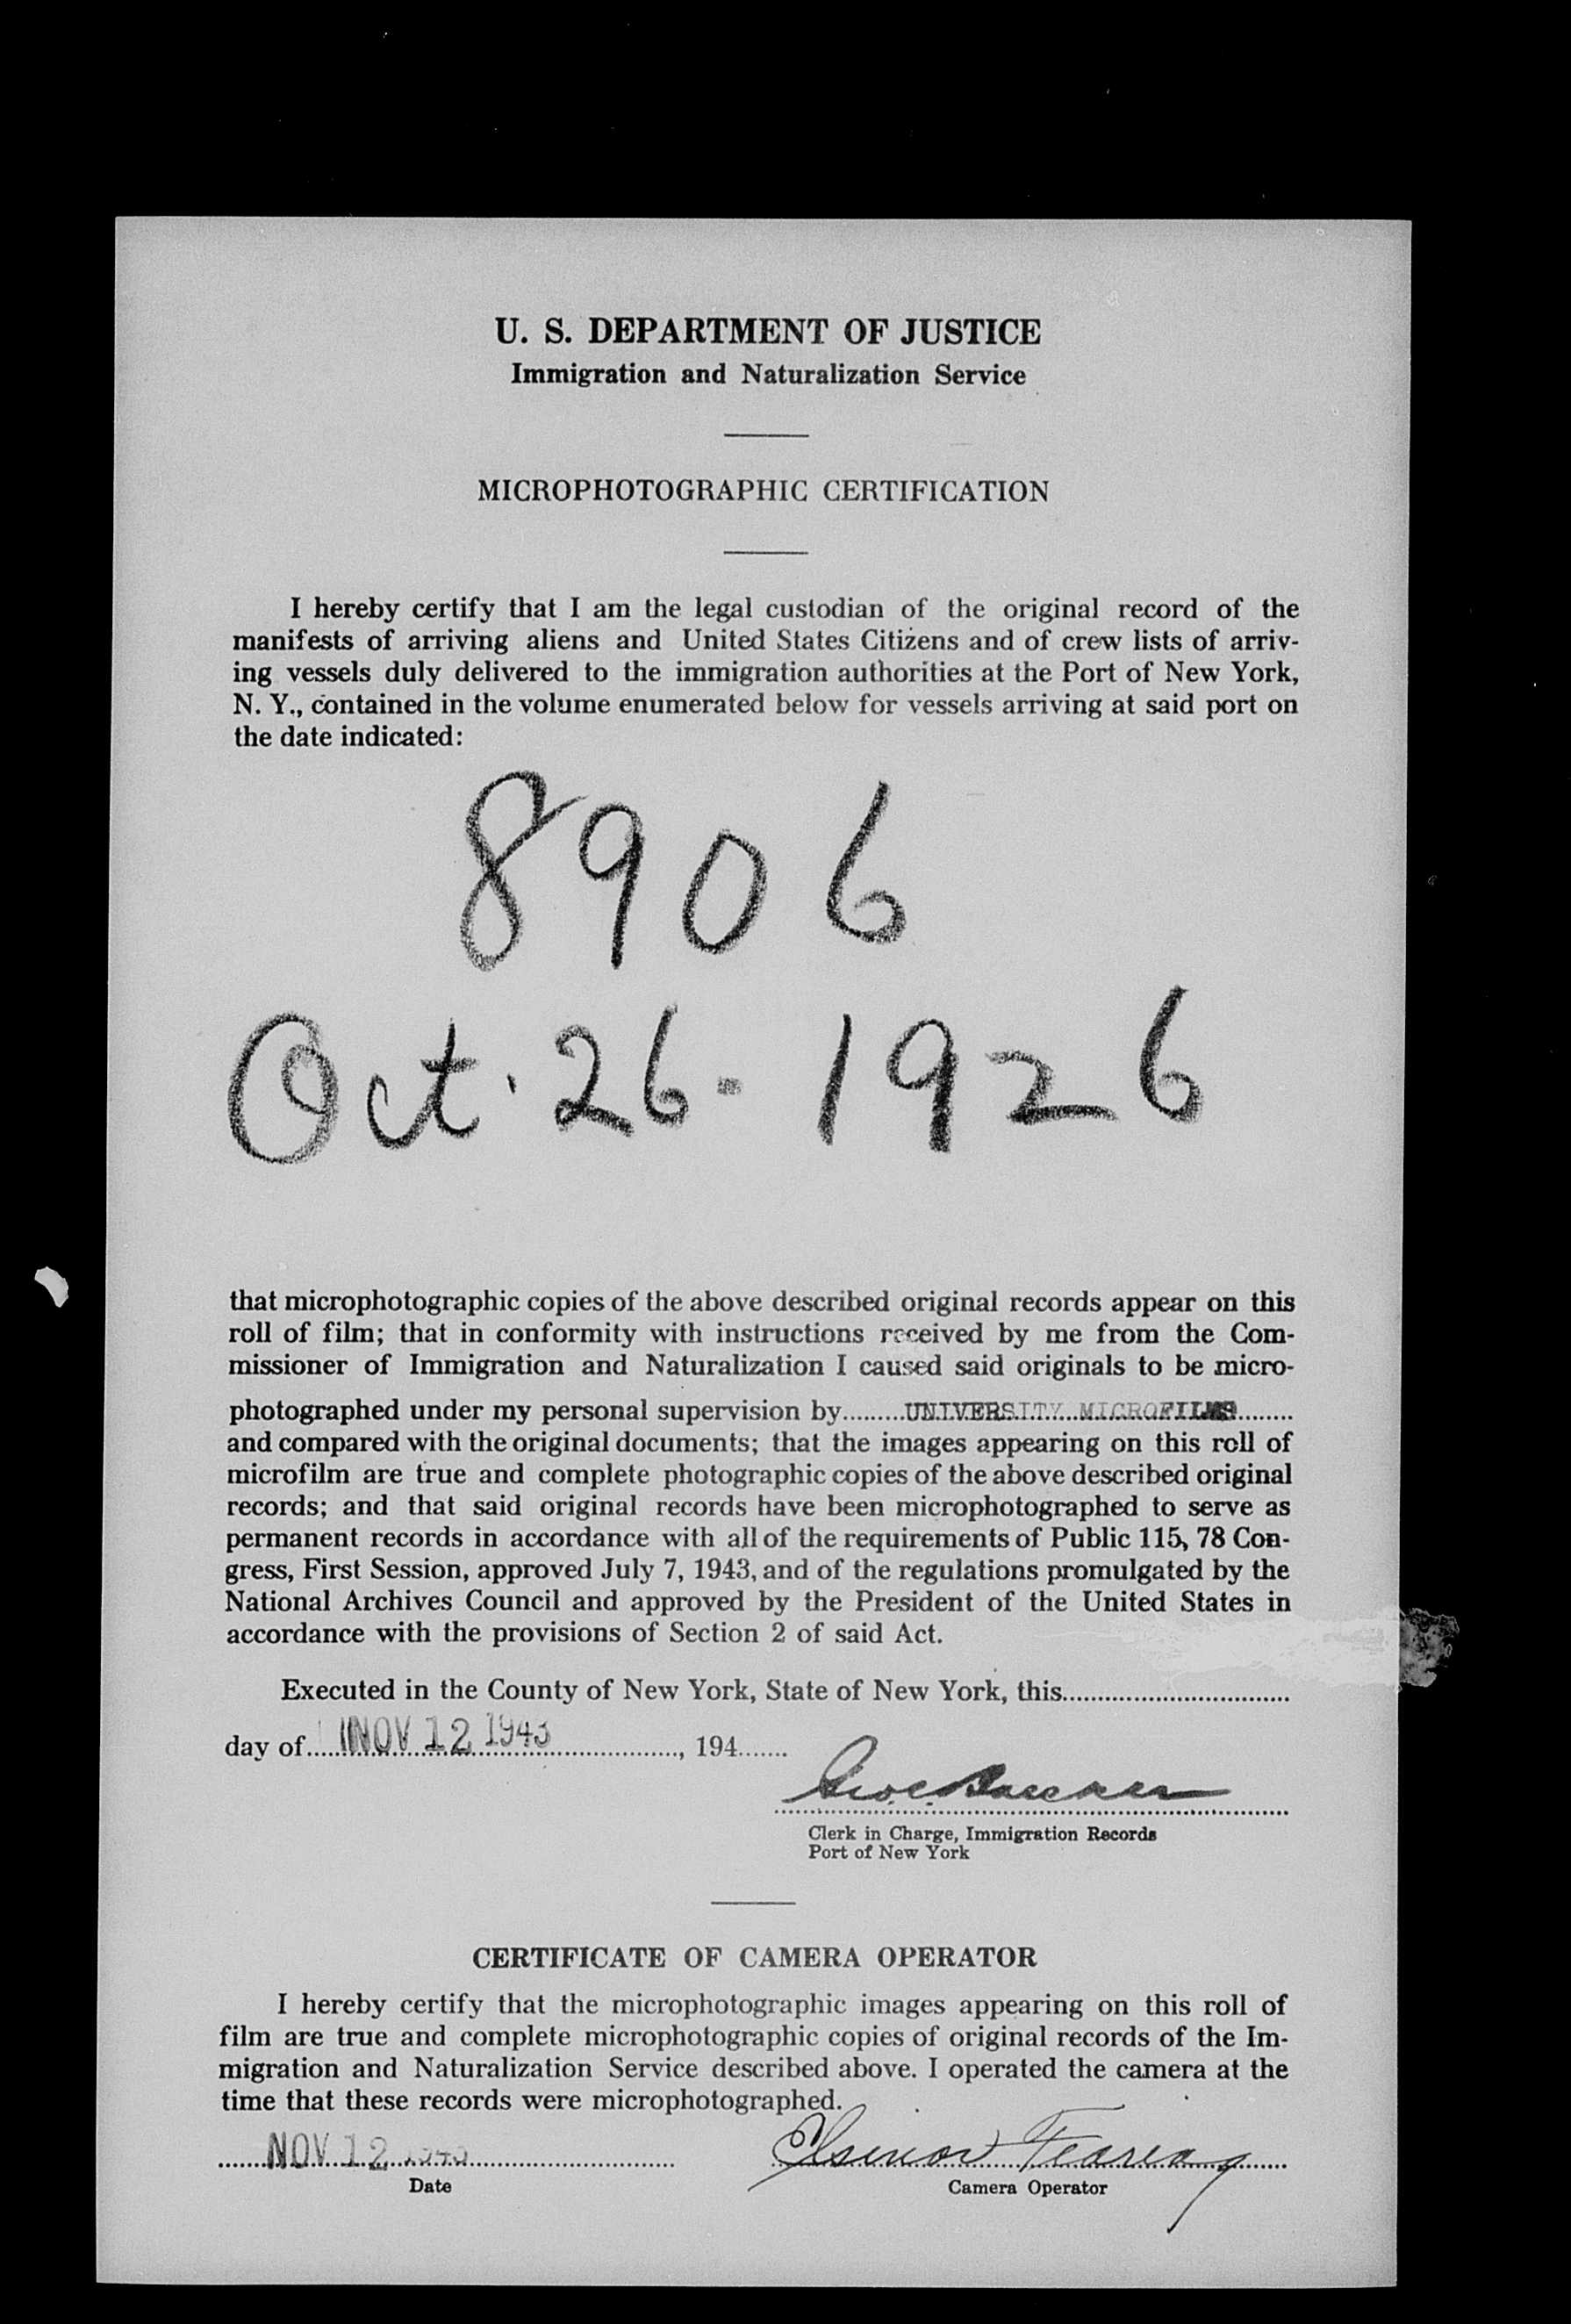 U. S. DEPARTMENT OF JUSTICE
Immigration and Naturalization Service
MICROPHOTOGRAPHIC CERTIFICATION
I hereby certify that I am the legal custodian of the original record of the
manifests of arriving aliens and United States Citizens and of crew lists of arriv-
ing vessels duly delivered to the immigration authorities at the Port of New York,
N. Y., contained in the volume enumerated below for vessels arriving at said port on
the date indicated:
8906
Oct. 26 - 1926
that microphotographic copies of the above described original records appear on this
roll of film; that in conformity with instructions received by me from the Com-
missioner of Immigration and Naturalization I caused said originals to be micro-
photographed under my personal supervision by UNIVERSITY MICROFILMS
and compared with the original documents; that the images appearing on this roll of
microfilm are true and complete photographic copies of the above described original
records; and that said original records have been microphotographed to serve as
permanent records in accordance with all of the requirements of Public 115, 78 Con-
gress, First Session, approved July 7, 1943, and of the regulations promulgated by the
National Archives Council and approved by the President of the United States in
accordance with the provisions of Section 2 of said Act.
Executed in the County of New York, State of New York, this
day of NOV 12 1943, 194
Clerk in Charge, Immigration Records
Port of New York
CERTIFICATE OF CAMERA OPERATOR
I hereby certify that the microphotographic images appearing on this roll of
film are true and complete microphotographic copies of original records of the Im-
migration and Naturalization Service described above. I operated the camera at the
time that these records were microphotographed.
NOV 12 1943
Date
Camera Operator